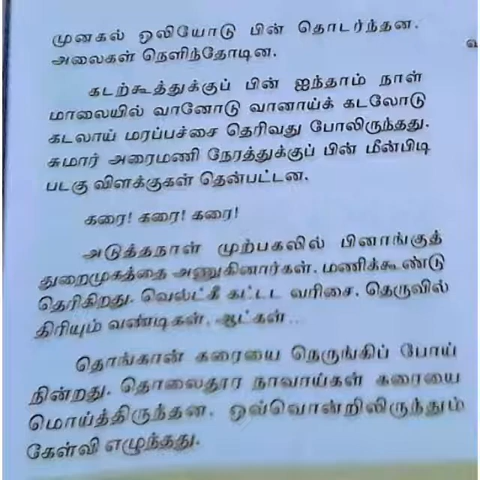 முனகல் ஒலியோடு பின் தொடர்ந்தன.
அலைகள் நெளிந்தோடின.
கடற்கூத்துக்குப் பின் ஐந்தாம் நாள்
மாலையில் வானோடு வானாய்க் கடலோடு
கடலாய் மரப்பச்சை தெரிவது போலிருந்தது.
சுமார் அரைமணி நேரத்துக்குப் பின் மீன்பிடி
படகு விளக்குகள் தென்பட்டன.
கரை! கரை! கரை!
அடுத்தநாள் முற்பகலில் பினாங்குத்
துறைமுகத்தை அணுகினார்கள். மணிக்கூண்டு
தெரிகிறது. வெல்ட்கீ கட்டட வரிசை. தெருவில்
திரியும் வண்டிகள். ஆட்கள்...
தொங்கான் கரையை நெருங்கிப் போய்
நின்றது. தொலைதூர நாவாய்கள் கரையை
மொய்த்திருந்தன. ஒவ்வொன்றிலிருந்தும்
கேள்வி எழுந்தது.